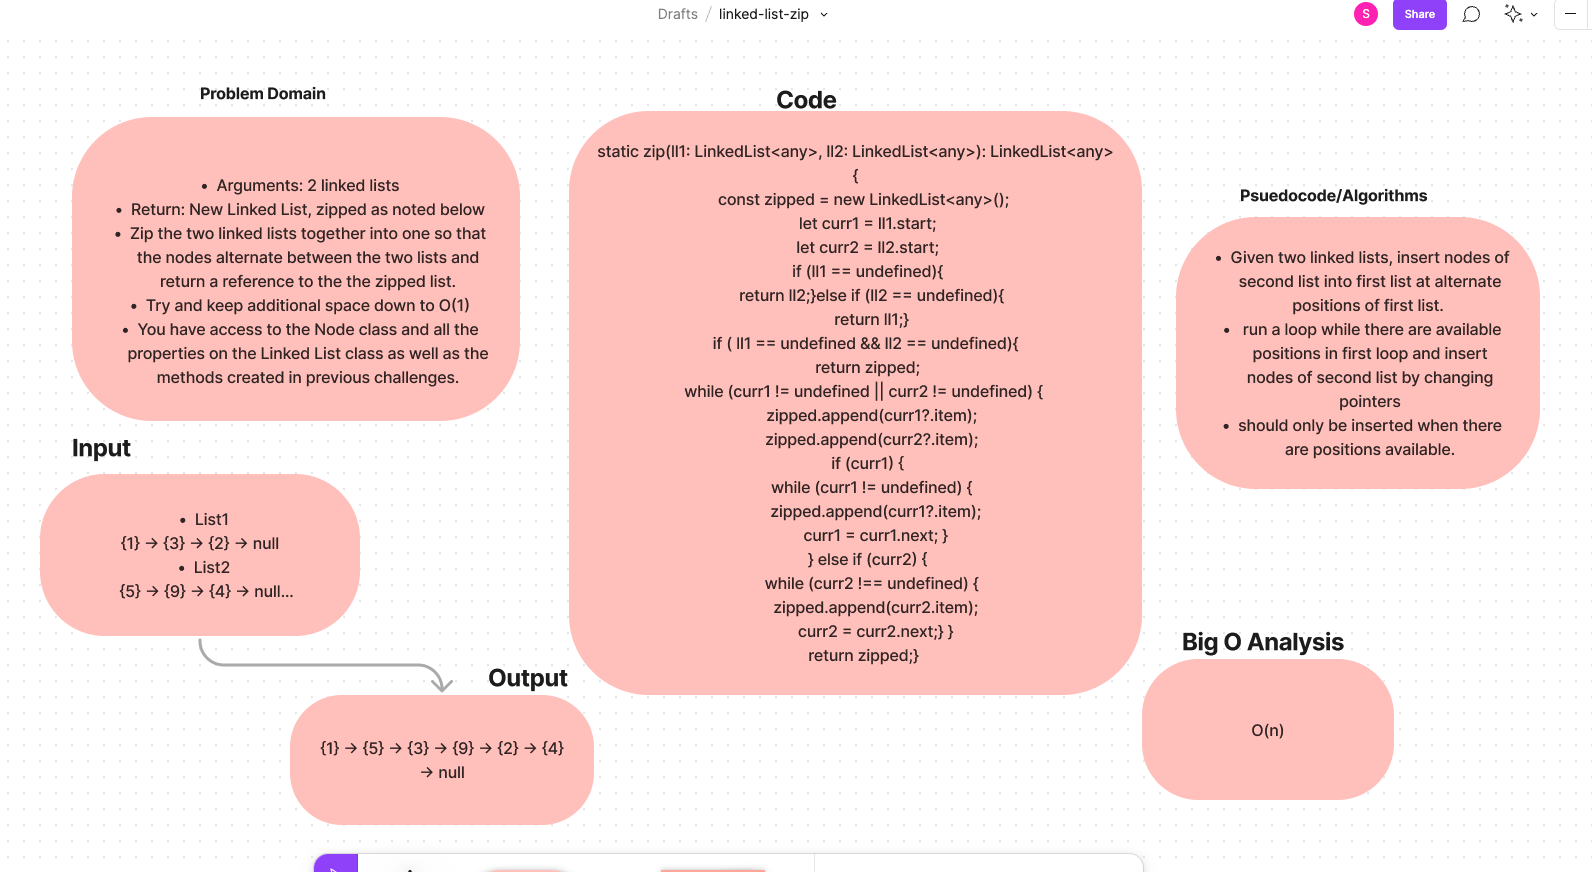 Drafts / linked-list-zip
S
Share
Problem Domain
• Arguments: 2 linked lists
• Return: New Linked List, zipped as noted below
• Zip the two linked lists together into one so that
the nodes alternate between the two lists and
return a reference to the the zipped list.
• Try and keep additional space down to O(1)
• You have access to the Node class and all the
properties on the Linked List class as well as the
methods created in previous challenges.
Input
• List1
{1} → {3} → {2} → null
• List2
{5} → {9} → {4} → null...
Output
{1} → {5} → {3} → {9} → {2} → {4}
→ null
Code
static zip(ll1: LinkedList<any>, ll2: LinkedList<any>): LinkedList<any>
{
const zipped = new LinkedList<any>();
let curr1 = ll1.start;
let curr2 = ll2.start;
if (ll1 == undefined){
return ll2;}else if (ll2 == undefined){
return ll1;}
if ( ll1 == undefined && ll2 == undefined){
return zipped;
while (curr1 != undefined || curr2 != undefined) {
zipped.append(curr1?.item);
zipped.append(curr2?.item);
if (curr1) {
while (curr1 != undefined) {
zipped.append(curr1?.item);
curr1 = curr1.next; }
} else if (curr2) {
while (curr2 !== undefined) {
zipped.append(curr2.item);
curr2 = curr2.next;} }
return zipped;}
Psuedocode/Algorithms
• Given two linked lists, insert nodes of
second list into first list at alternate
positions of first list.
• run a loop while there are available
positions in first loop and insert
nodes of second list by changing
pointers
• should only be inserted when there
are positions available.
Big O Analysis
O(n)